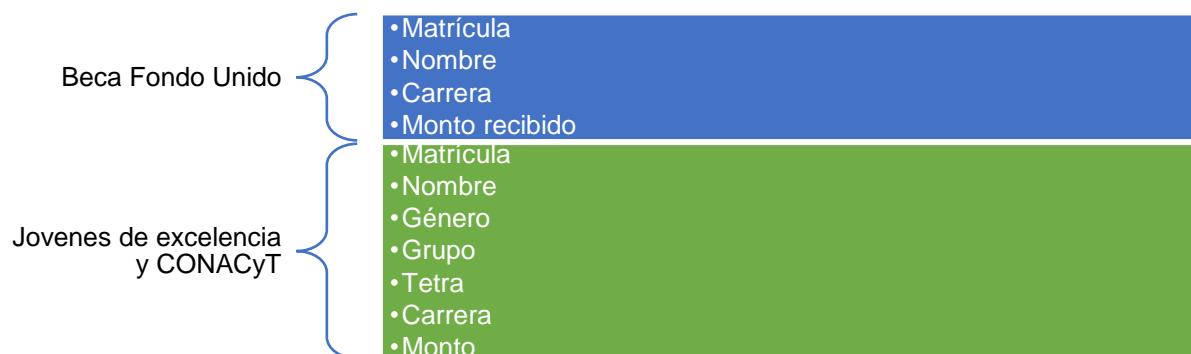 Beca Fondo Unido
•Matrícula
•Nombre
•Carrera
•Monto recibido
Jovenes de excelencia
y CONACyT
•Matrícula
•Nombre
•Género
•Grupo
•Tetra
•Carrera
•Monto